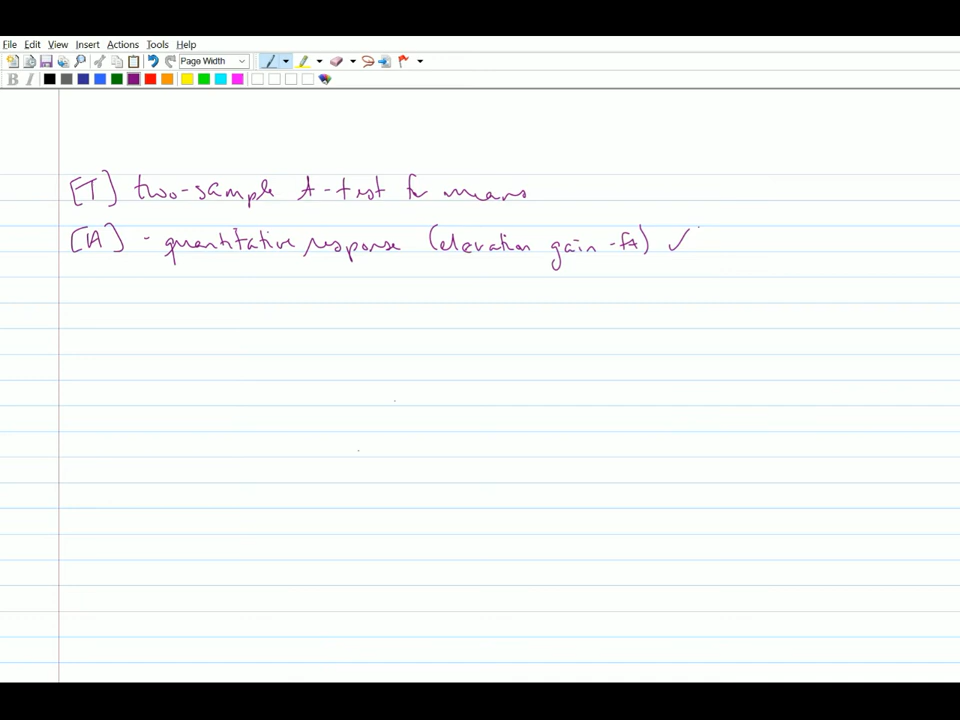 File Edit View Insert Actions Tools Help
Page Width
B I
[T] two-sample t-test for means
[A] - quantitative response (elevation gain -ft) ✓